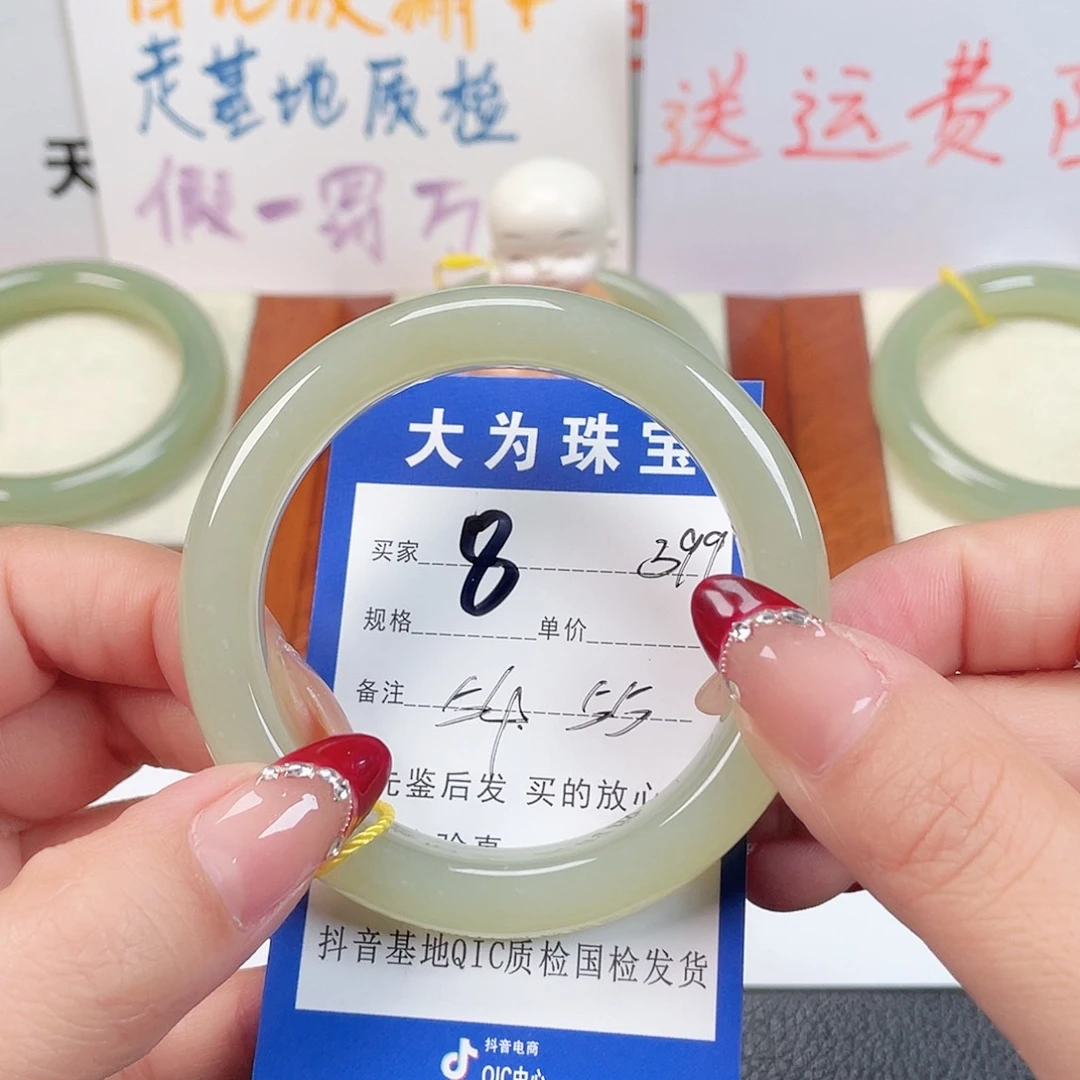 走基地质检
假一罚万
送运费险
天
大为珠宝
买家 8 399
规格 单价
备注 54. 55
先鉴后发 买的放心
抖音基地QIC质检国检发货
抖音电商
QIC中心